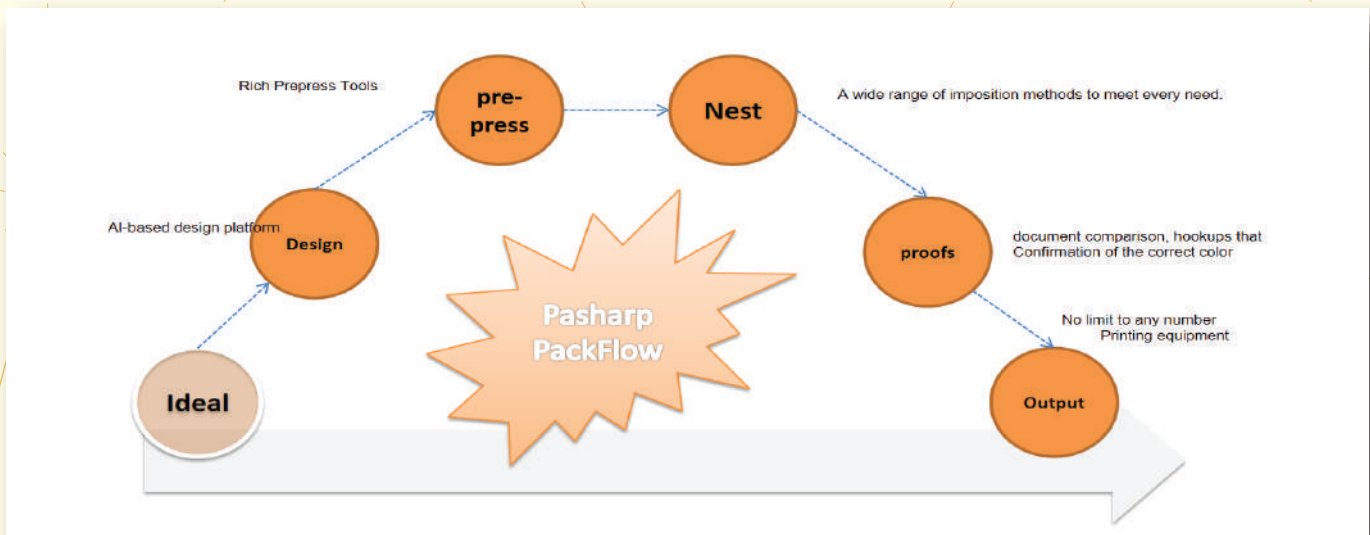 Rich Prepress Tools
pre-
press
Nest
A wide range of imposition methods to meet every need.
AI-based design platform
Design
proofs
document comparison, hookups that
Confirmation of the correct color
Pasharp
PackFlow
No limit to any number
Printing equipment
Ideal
Output